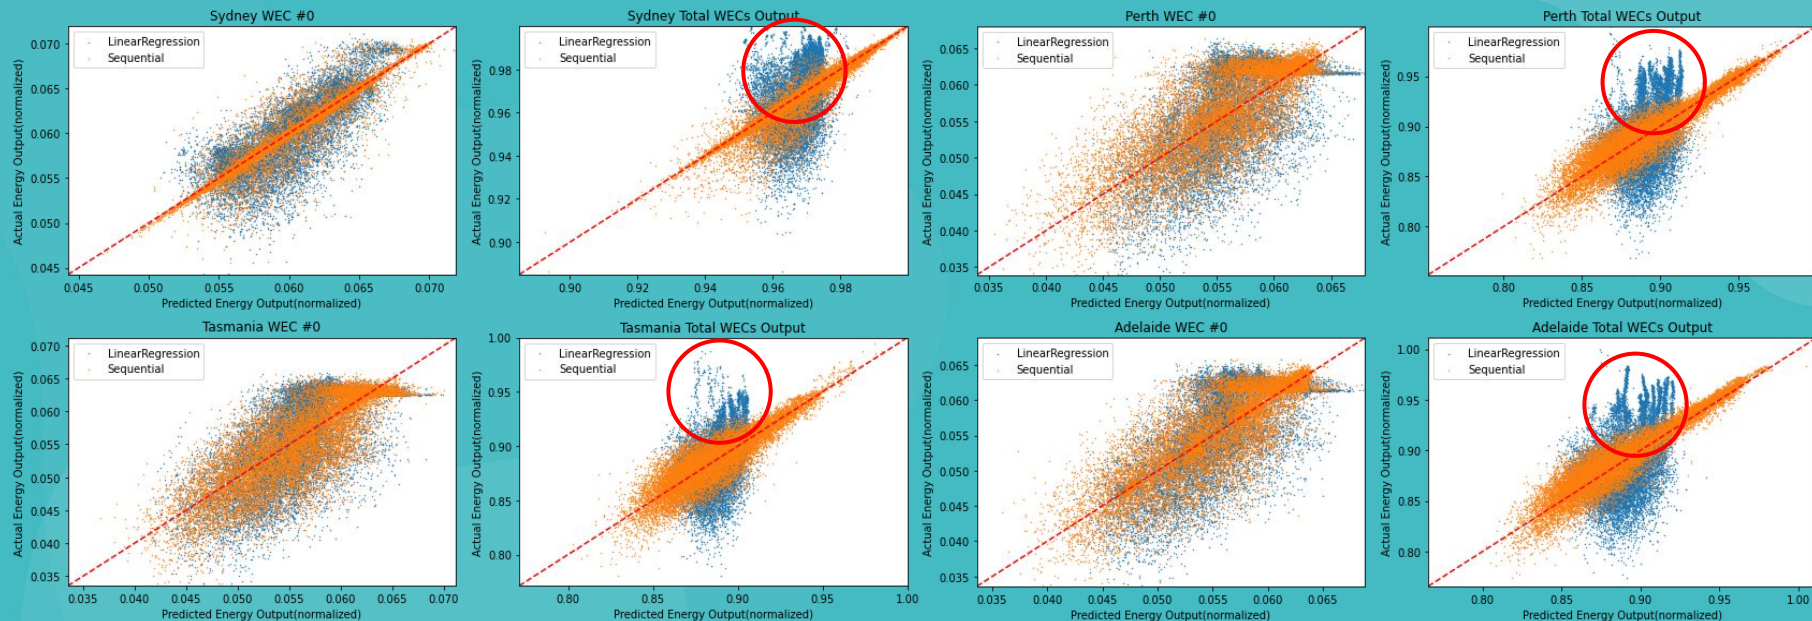 Sydney WEC #0
LinearRegression
Sequential
Actual Energy Output(normalized)
0.070
0.065
0.060
0.055
0.050
0.045
0.045 0.050 0.055 0.060 0.065 0.070
Predicted Energy Output(normalized)
Sydney Total WECs Output
LinearRegression
Sequential
Actual Energy Output(normalized)
0.98
0.96
0.94
0.92
0.90
0.90 0.92 0.94 0.96 0.98
Predicted Energy Output(normalized)
Perth WEC #0
LinearRegression
Sequential
Actual Energy Output(normalized)
0.065
0.060
0.055
0.050
0.045
0.040
0.035
0.035 0.040 0.045 0.050 0.055 0.060 0.065
Predicted Energy Output(normalized)
Perth Total WECs Output
LinearRegression
Sequential
Actual Energy Output(normalized)
0.95
0.90
0.85
0.80
0.80 0.85 0.90 0.95
Predicted Energy Output(normalized)
Tasmania WEC #0
LinearRegression
Sequential
Actual Energy Output(normalized)
0.070
0.065
0.060
0.055
0.050
0.045
0.040
0.035
0.035 0.040 0.045 0.050 0.055 0.060 0.065 0.070
Predicted Energy Output(normalized)
Tasmania Total WECs Output
LinearRegression
Sequential
Actual Energy Output(normalized)
1.00
0.95
0.90
0.85
0.80
0.80 0.85 0.90 0.95 1.00
Predicted Energy Output(normalized)
Adelaide WEC #0
LinearRegression
Sequential
Actual Energy Output(normalized)
0.065
0.060
0.055
0.050
0.045
0.040
0.035
0.035 0.040 0.045 0.050 0.055 0.060 0.065
Predicted Energy Output(normalized)
Adelaide Total WECs Output
LinearRegression
Sequential
Actual Energy Output(normalized)
1.00
0.95
0.90
0.85
0.80
0.80 0.85 0.90 0.95 1.00
Predicted Energy Output(normalized)